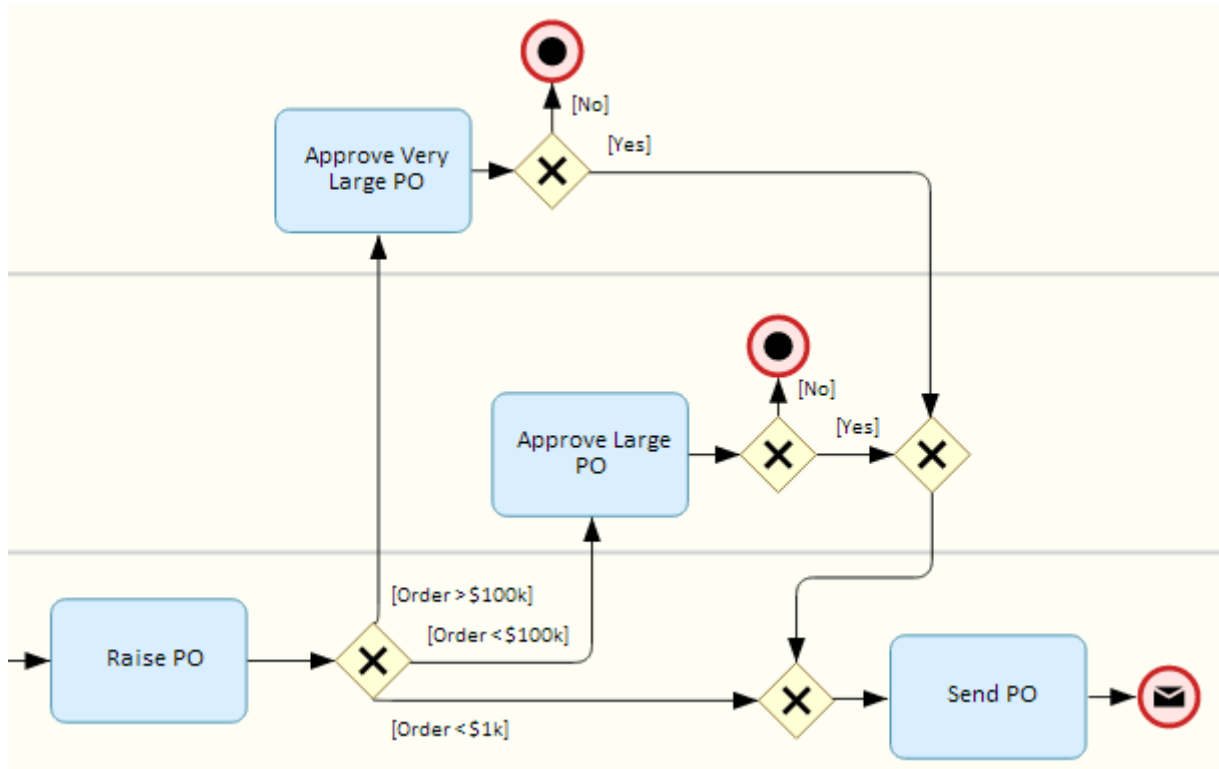 [No]
[Yes]
Approve Very
Large PO
[No]
[Yes]
Approve Large
PO
[Order > $100k]
[Order < $100k]
Raise PO
[Order < $1k]
Send PO